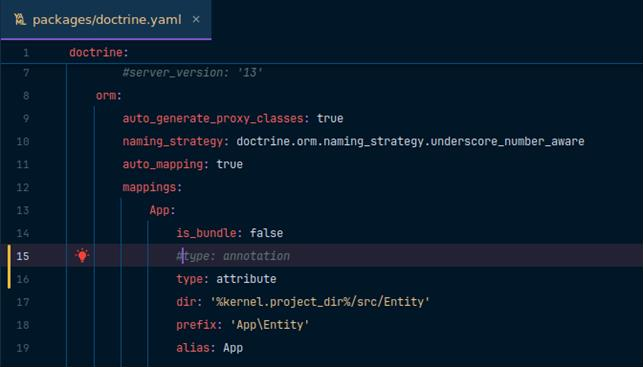 packages/doctrine.yaml ×
1 doctrine:
7 #server_version: '13'
8 orm:
9 auto_generate_proxy_classes: true
10 naming_strategy: doctrine.orm.naming_strategy.underscore_number_aware
11 auto_mapping: true
12 mappings:
13 App:
14 is_bundle: false
15 #type: annotation
16 type: attribute
17 dir: '%kernel.project_dir%/src/Entity'
18 prefix: 'App\Entity'
19 alias: App